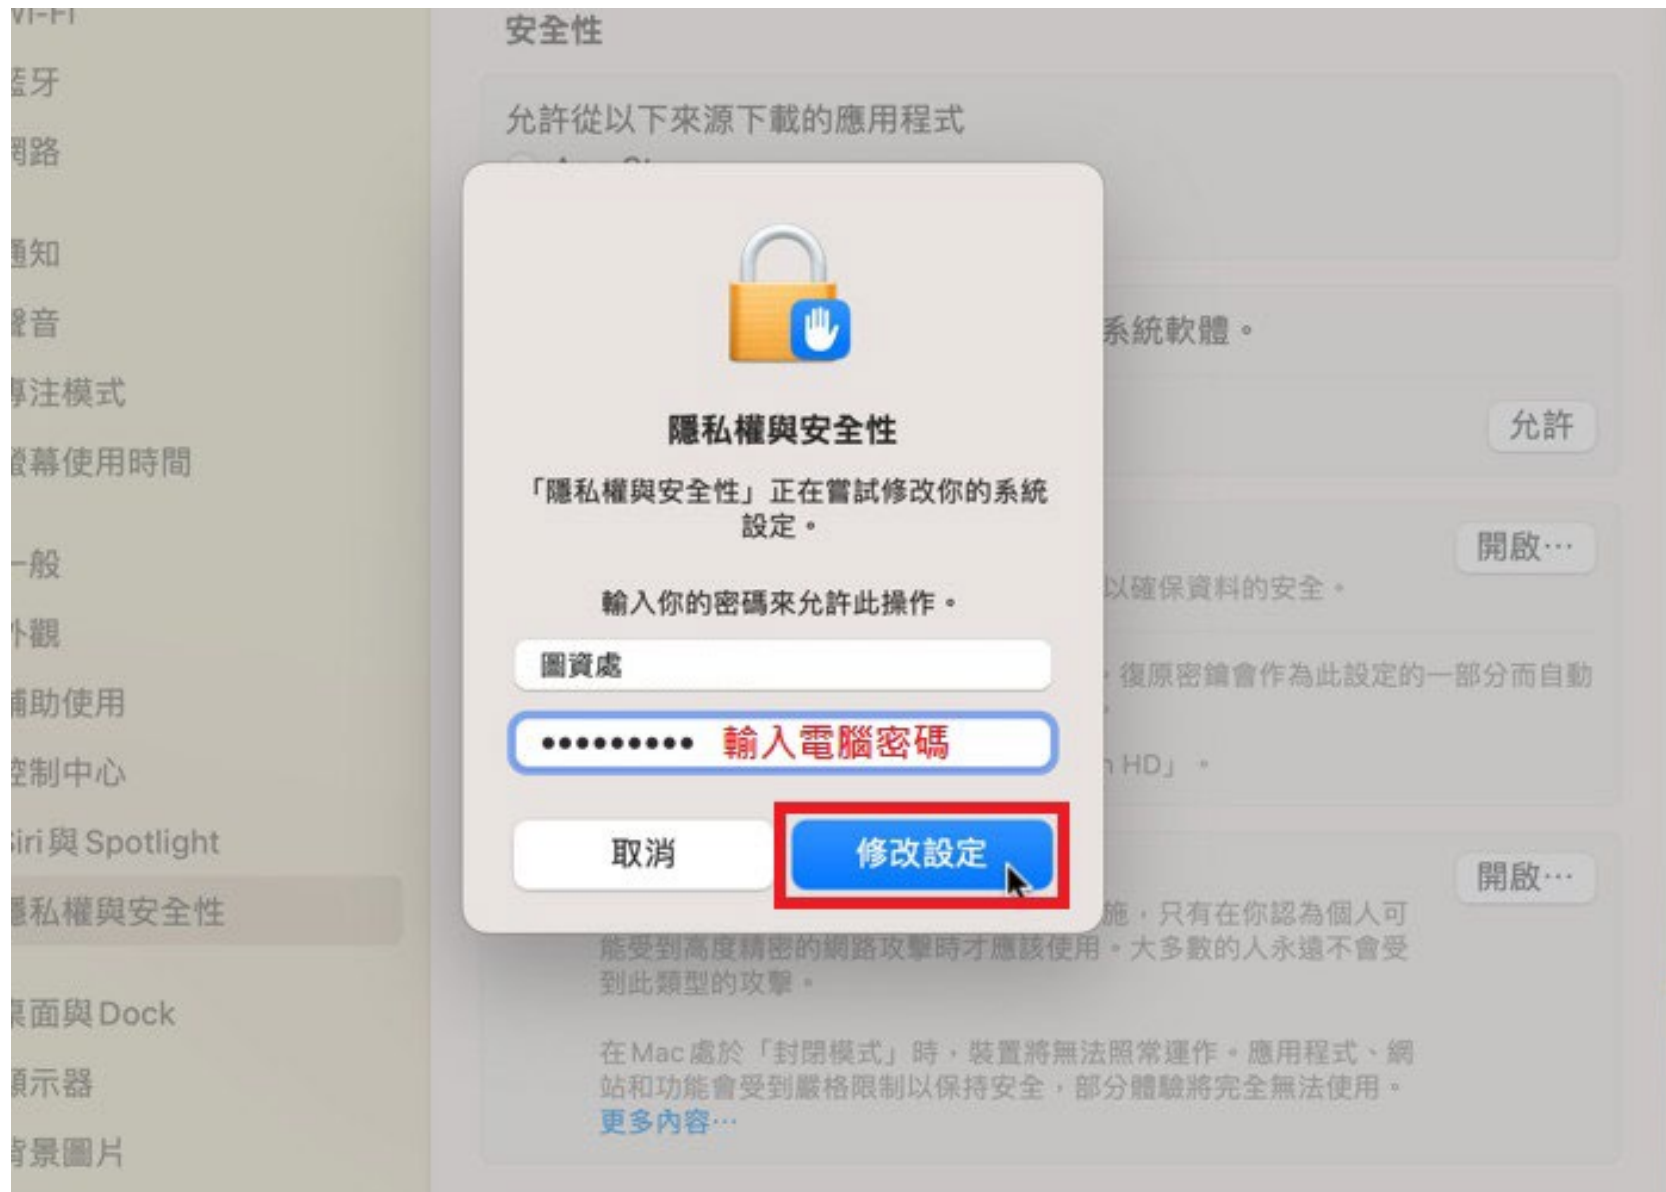 安全性
允許從以下來源下載的應用程式
藍牙
網路
通知
聲音
專注模式
螢幕使用時間
一般
外觀
輔助使用
控制中心
Siri與Spotlight
隱私權與安全性
桌面與Dock
顯示器
背景圖片
隱私權與安全性
「隱私權與安全性」正在嘗試修改你的系統
設定。
輸入你的密碼來允許此操作。
圖資處
••••••••• 輸入電腦密碼
取消
修改設定
系統軟體。
允許
開啟…
以確保資料的安全。
，復原密鑰會作為此設定的一部分而自動
HD」。
開啟…
施，只有在你認為個人可
能受到高度精密的網路攻擊時才應該使用。大多數的人永遠不會受
到此類型的攻擊。
在Mac處於「封閉模式」時，裝置將無法照常運作。應用程式、網
站和功能會受到嚴格限制以保持安全，部分體驗將完全無法使用。
更多內容…